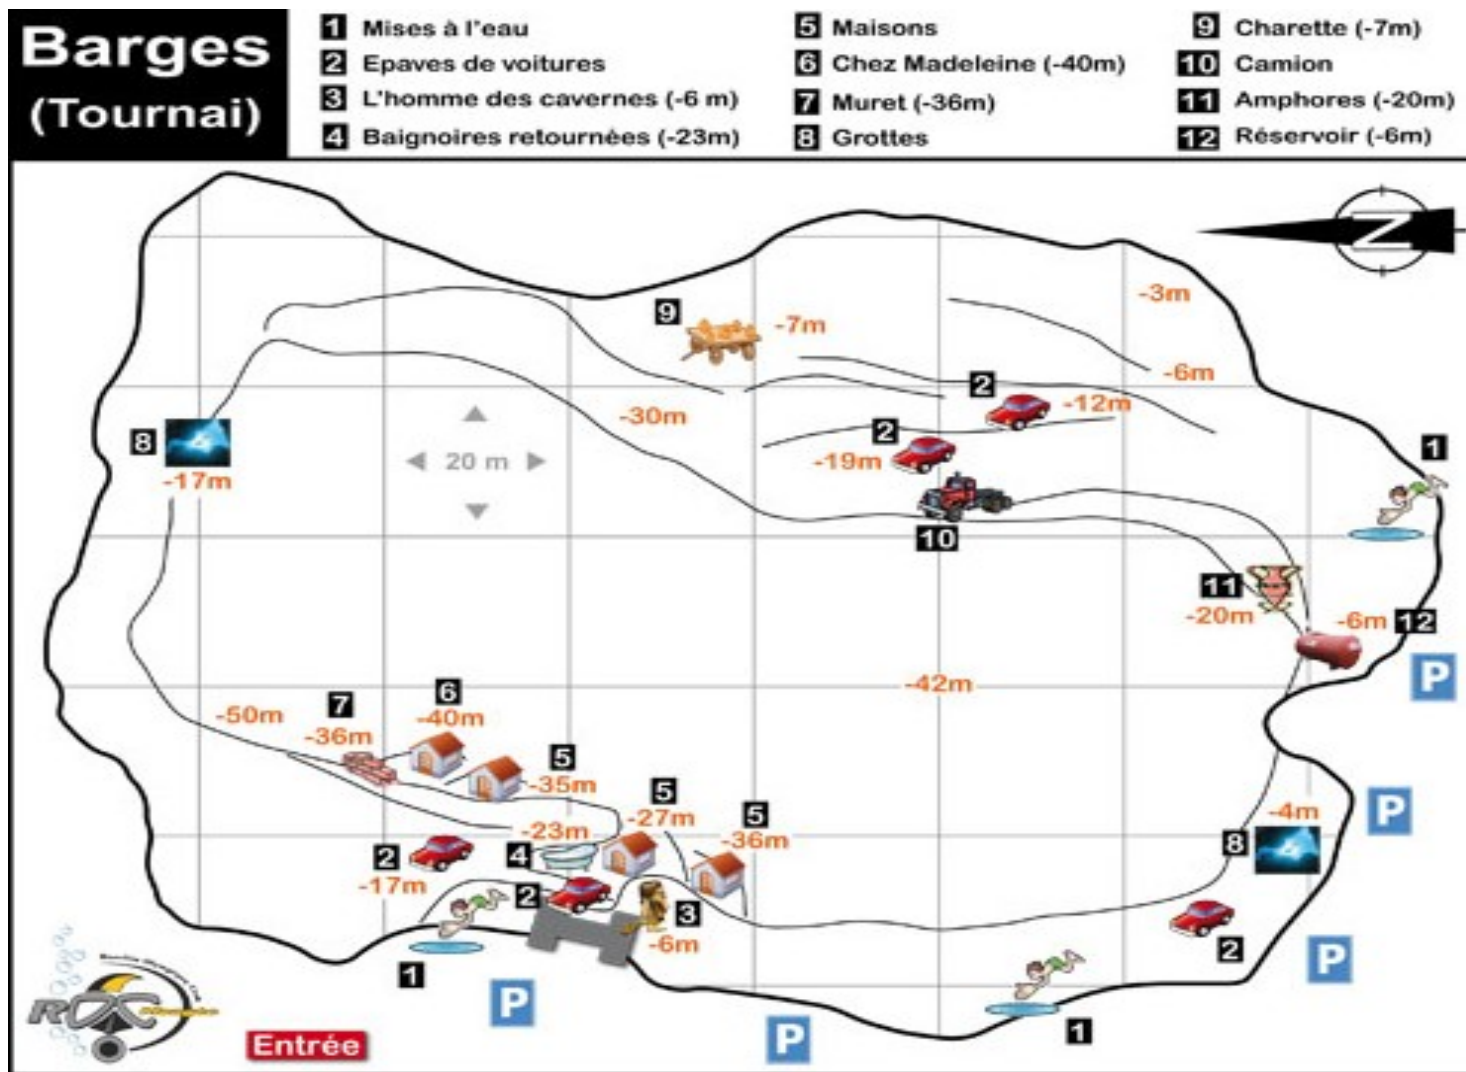 Barges
(Tournai)
1 Mises à l'eau
2 Epaves de voitures
3 L'homme des cavernes (-6 m)
4 Baignoires retournées (-23m)
5 Maisons
6 Chez Madeleine (-40m)
7 Muret (-36m)
8 Grottes
9 Charette (-7m)
10 Camion
11 Amphores (-20m)
12 Réservoir (-6m)
N
-3m
9
-7m
-6m
2
-12m
-30m
2
-19m
8
-17m
20 m
1
10
11
-20m
-6m 12
P
-42m
6
-40m
7
-50m
-36m
5
-35m
5
-27m
5
-36m
-23m
4
2
-17m
2
3
-6m
-4m
8
P
2
P
1
P
P
1
Entrée
ROC